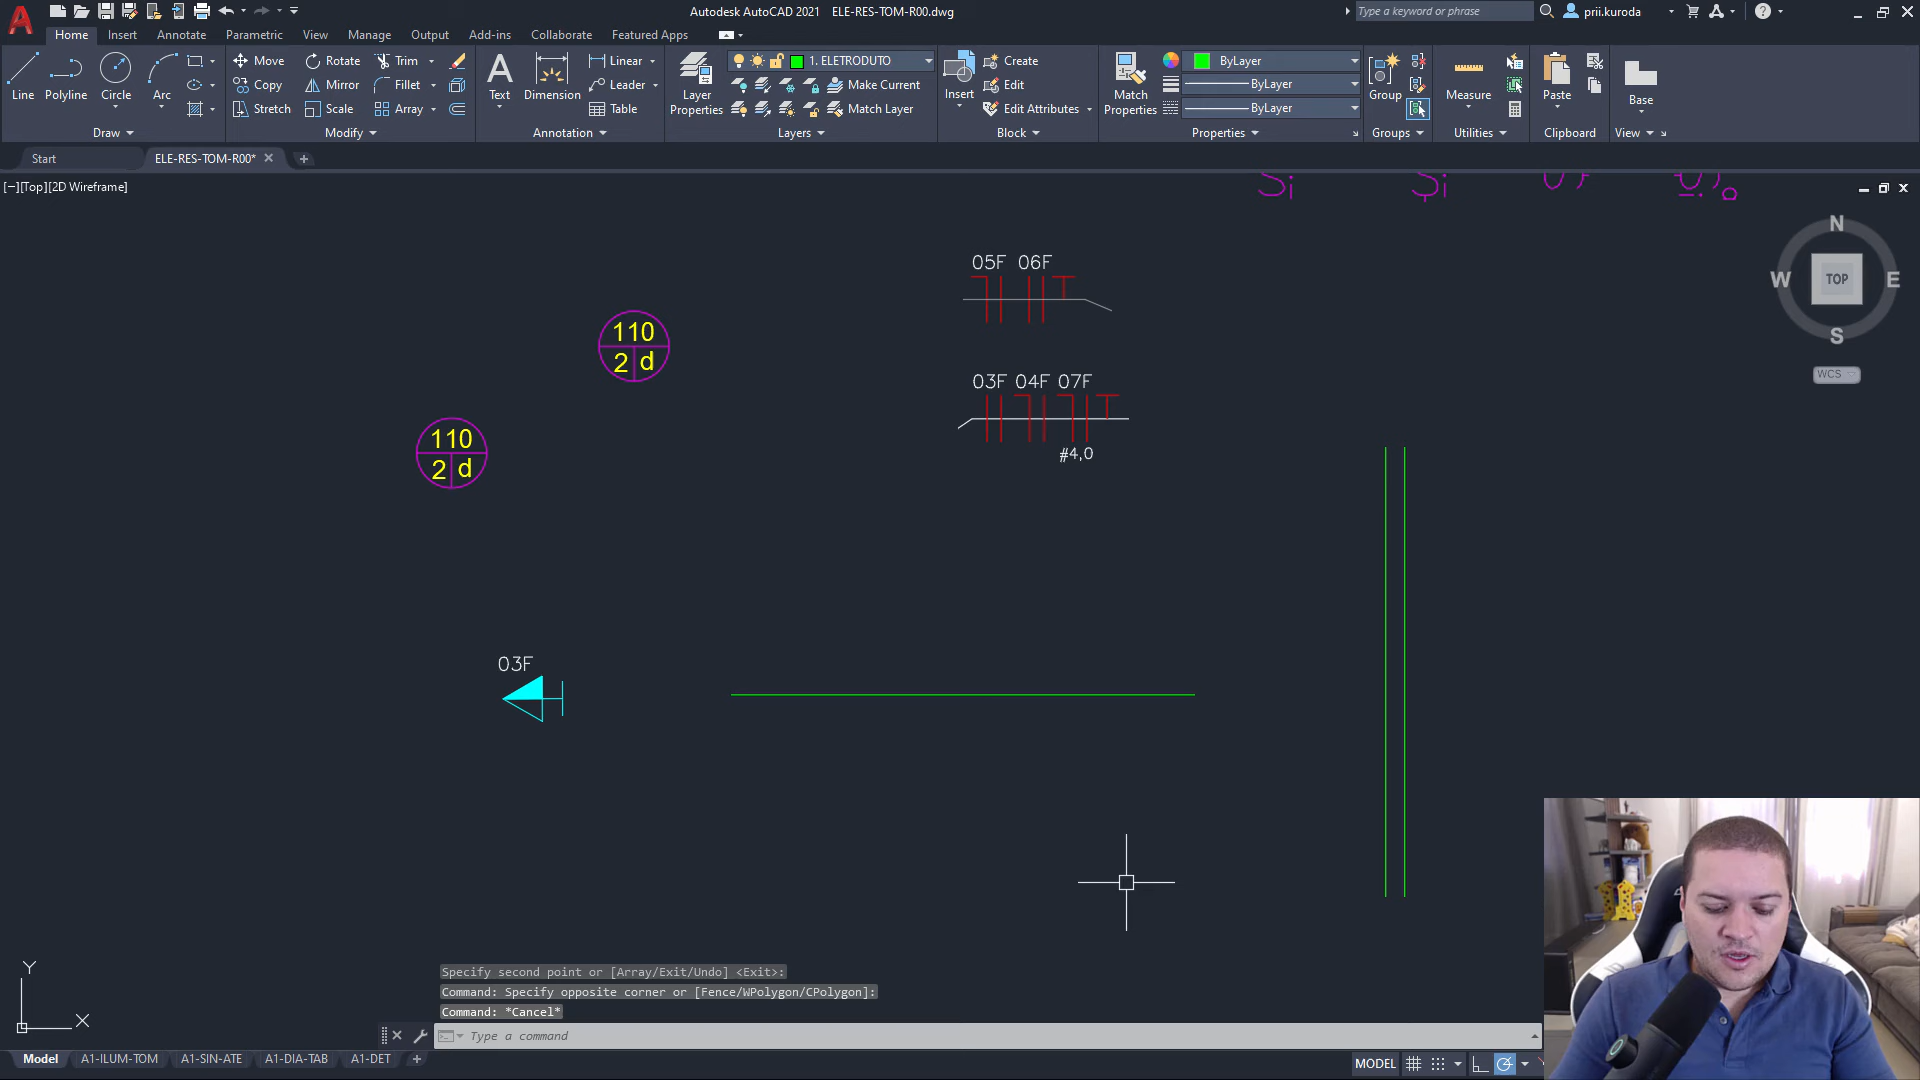 Autodesk AutoCAD 2021 ELE-RES-TOM-R00.dwg
Type a keyword or phrase
prii.kuroda
Home Insert Annotate Parametric View Manage Output Add-ins Collaborate Featured Apps
Line
Polyline
Circle
Arc
Draw
Move Rotate Trim
Copy Mirror Fillet
Stretch Scale Array
Modify
Text
Dimension
Linear
Leader
Table
Annotation
Layer
Properties
1. ELETRODUTO
Make Current
Match Layer
Layers
Insert
Create
Edit
Edit Attributes
Block
Match
Properties
ByLayer
ByLayer
ByLayer
Properties
Group
Groups
Measure
Utilities
Paste
Clipboard
Base
View
Start
ELE-RES-TOM-R00*
[−][Top][2D Wireframe]
N
W TOP E
S
WCS
05F 06F
110
2 d
03F 04F 07F
#4,0
110
2 d
03F
Y
X
Specify second point or [Array/Exit/Undo] <Exit>:
Command: Specify opposite corner or [Fence/WPolygon/CPolygon]:
Command: *Cancel*
Type a command
Model A1-ILUM-TOM A1-SIN-ATE A1-DIA-TAB A1-DET
MODEL